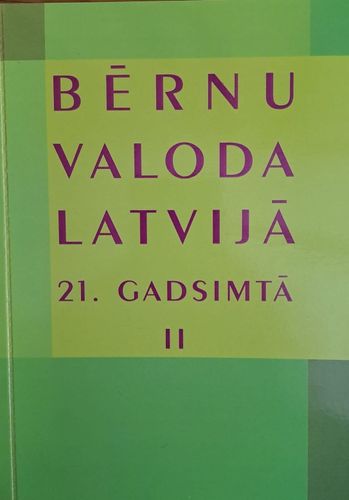 BĒRNU
VALODA
LATVIJĀ
21. GADSIMTĀ
II